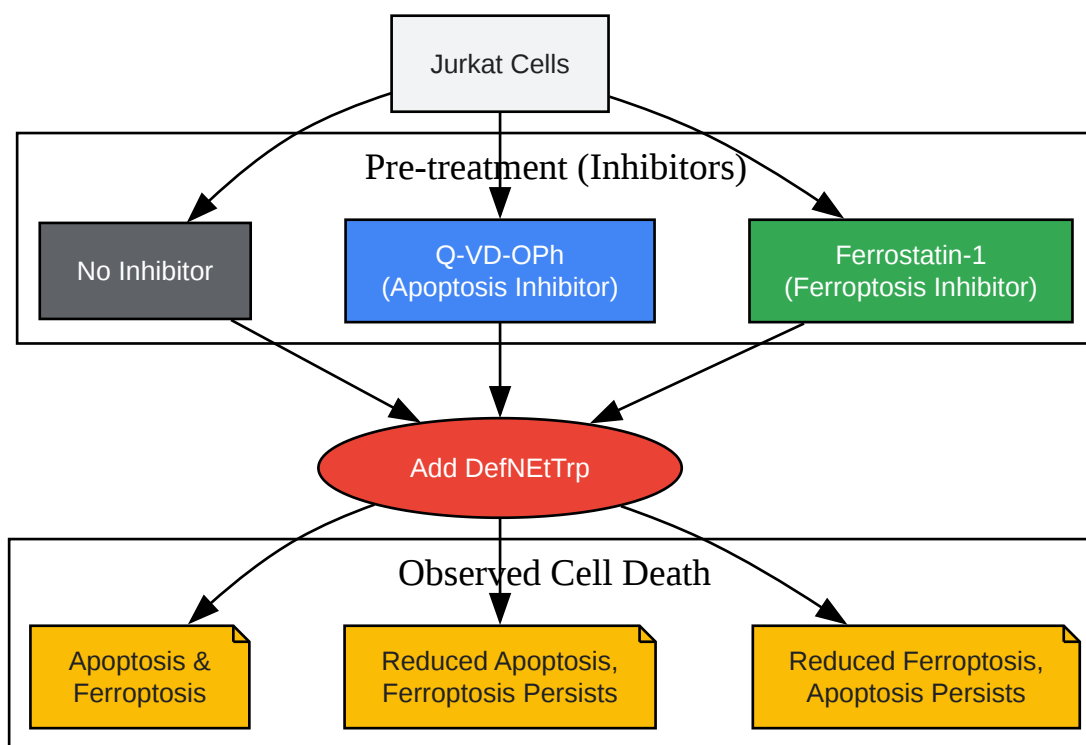 Jurkat Cells
Pre-treatment (Inhibitors)
No Inhibitor
Q-VD-OPh
(Apoptosis Inhibitor)
Ferrostatin-1
(Ferroptosis Inhibitor)
Add DefNEtTrp
Observed Cell Death
Apoptosis &
Ferroptosis
Reduced Apoptosis,
Ferroptosis Persists
Reduced Ferroptosis,
Apoptosis Persists